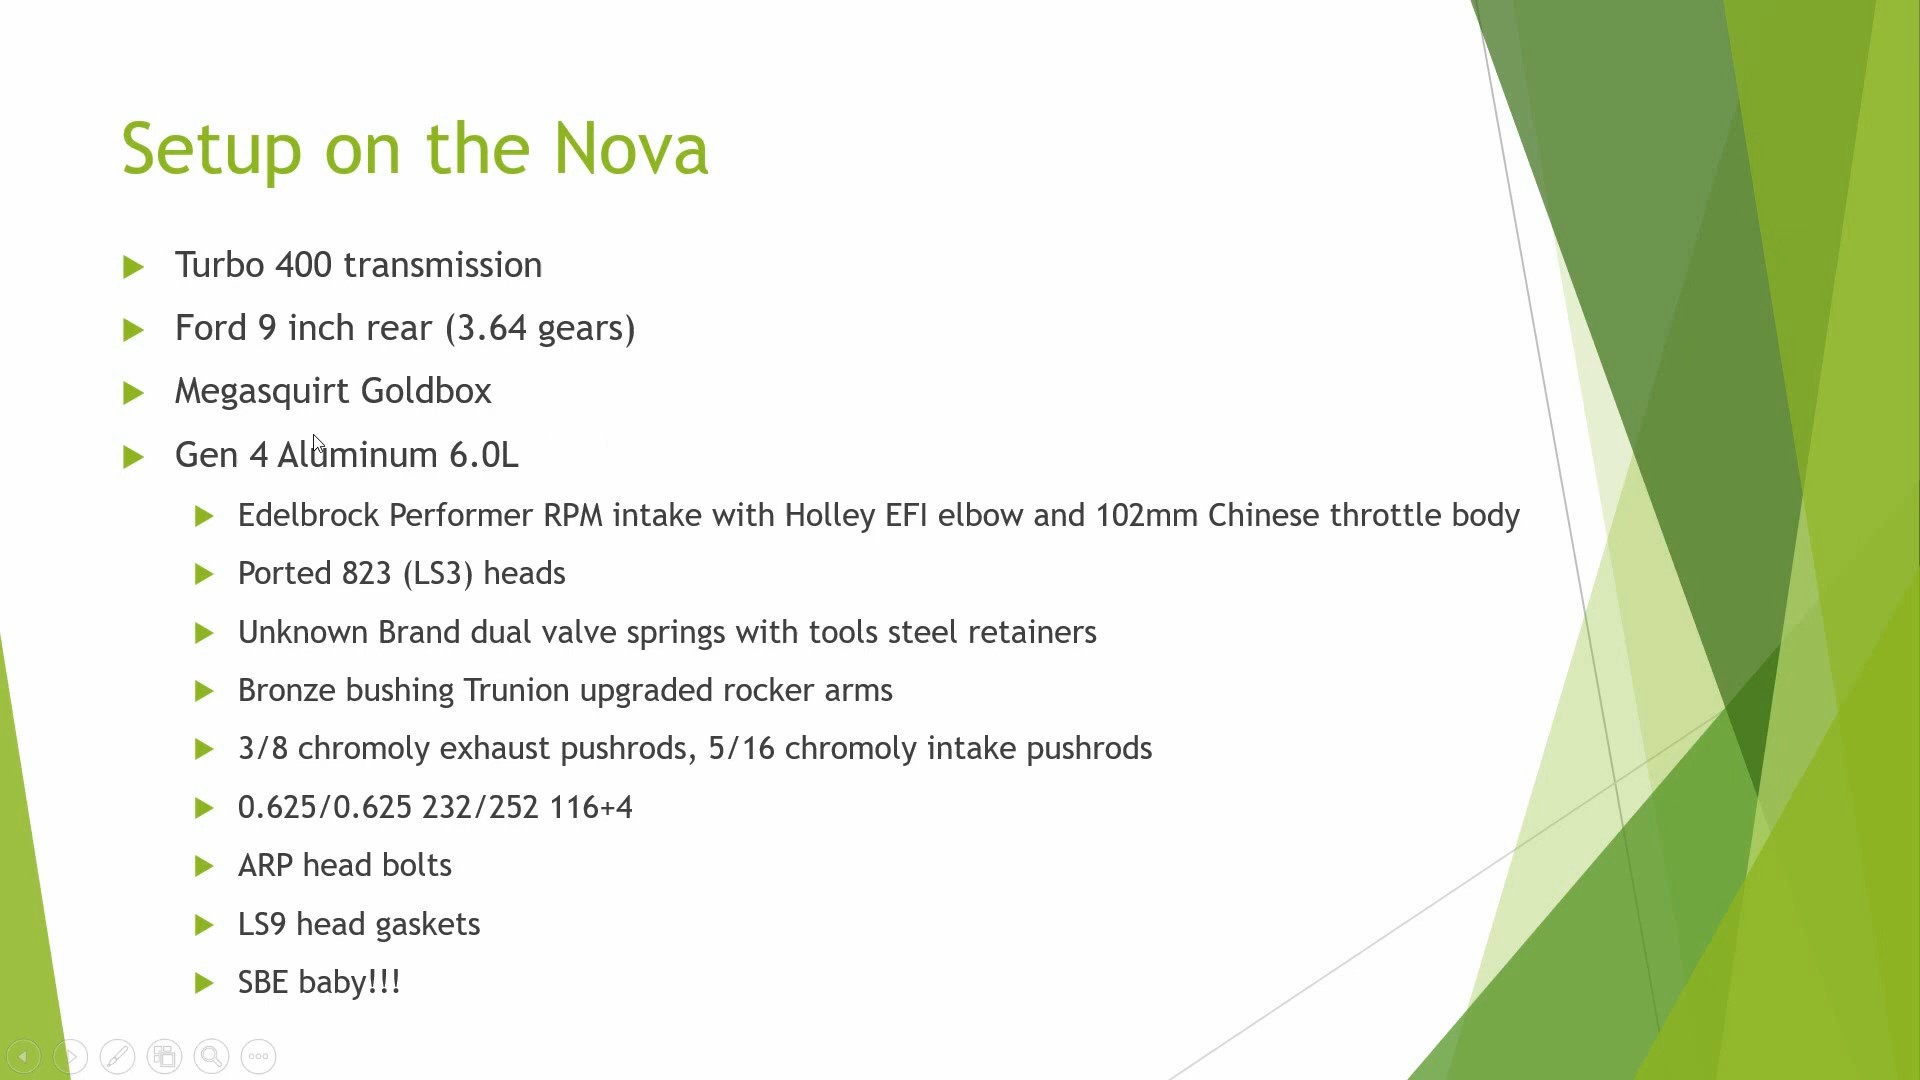 Setup on the Nova
Turbo 400 transmission
Ford 9 inch rear (3.64 gears)
Megasquirt Goldbox
Gen 4 Aluminum 6.0L
Edelbrock Performer RPM intake with Holley EFI elbow and 102mm Chinese throttle body
Ported 823 (LS3) heads
Unknown Brand dual valve springs with tools steel retainers
Bronze bushing Trunion upgraded rocker arms
3/8 chromoly exhaust pushrods, 5/16 chromoly intake pushrods
0.625/0.625 232/252 116+4
ARP head bolts
LS9 head gaskets
SBE baby!!!